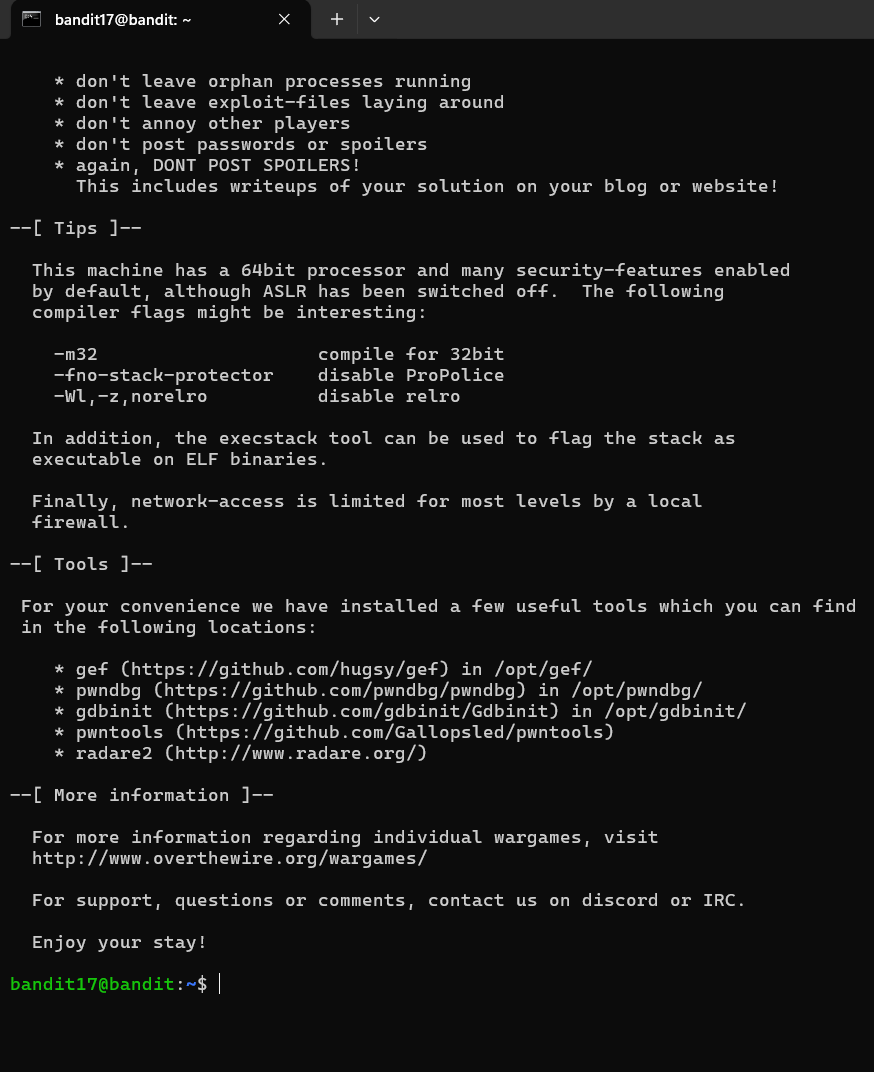 bandit17@bandit: ~
* don't leave orphan processes running
* don't leave exploit-files laying around
* don't annoy other players
* don't post passwords or spoilers
* again, DONT POST SPOILERS!
This includes writeups of your solution on your blog or website!
--[ Tips ]--
This machine has a 64bit processor and many security-features enabled
by default, although ASLR has been switched off.  The following
compiler flags might be interesting:
-m32                    compile for 32bit
-fno-stack-protector    disable ProPolice
-Wl,-z,norelro          disable relro
In addition, the execstack tool can be used to flag the stack as
executable on ELF binaries.
Finally, network-access is limited for most levels by a local
firewall.
--[ Tools ]--
For your convenience we have installed a few useful tools which you can find
in the following locations:
* gef (https://github.com/hugsy/gef) in /opt/gef/
* pwndbg (https://github.com/pwndbg/pwndbg) in /opt/pwndbg/
* gdbinit (https://github.com/gdbinit/Gdbinit) in /opt/gdbinit/
* pwntools (https://github.com/Gallopsled/pwntools)
* radare2 (http://www.radare.org/)
--[ More information ]--
For more information regarding individual wargames, visit
http://www.overthewire.org/wargames/
For support, questions or comments, contact us on discord or IRC.
Enjoy your stay!
bandit17@bandit:~$